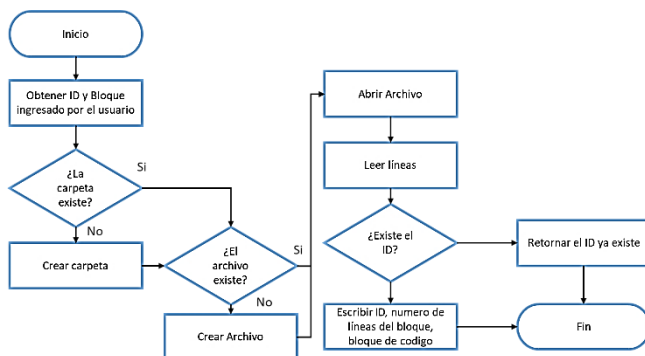 Inicio
Obtener ID y Bloque
ingresado por el usuario
¿La
carpeta
existe?
Si
No
Crear carpeta
¿El
archivo
existe?
Si
No
Crear Archivo
Abrir Archivo
Leer líneas
¿Existe el
ID?
Retornar el ID ya existe
Escribir ID, numero de
líneas del bloque,
bloque de codigo
Fin